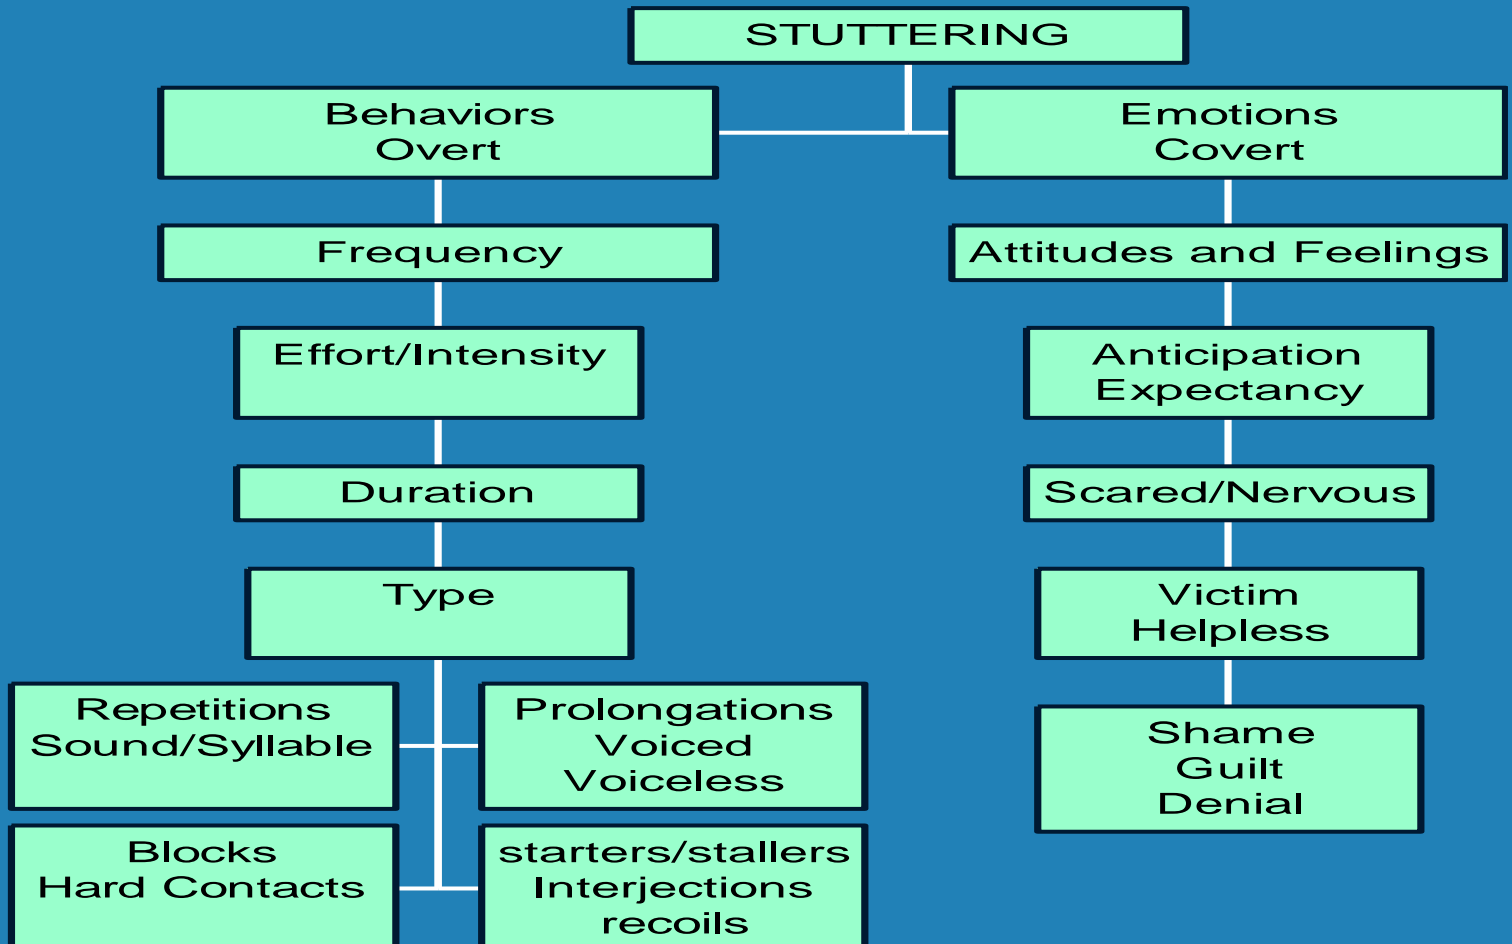 STUTTERING
Behaviors
Overt
Emotions
Covert
Frequency
Attitudes and Feelings
Effort/Intensity
Anticipation
Expectancy
Duration
Scared/Nervous
Type
Victim
Helpless
Repetitions
Sound/Syllable
Prolongations
Voiced
Voiceless
Shame
Guilt
Denial
Blocks
Hard Contacts
starters/stallers
Interjections
recoils